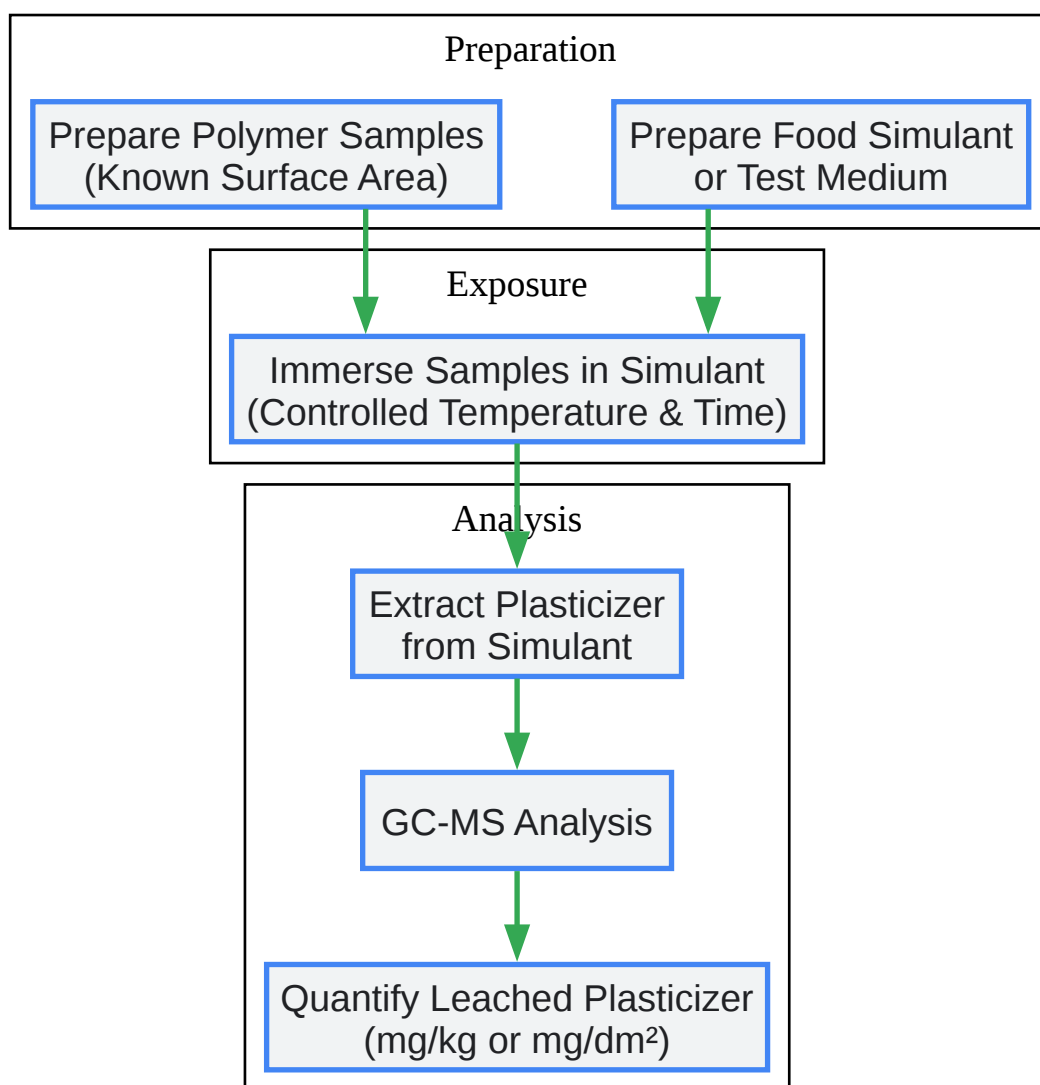 Preparation
Prepare Polymer Samples
(Known Surface Area)
Prepare Food Simulant
or Test Medium
Exposure
Immerse Samples in Simulant
(Controlled Temperature & Time)
Analysis
Extract Plasticizer
from Simulant
GC-MS Analysis
Quantify Leached Plasticizer
(mg/kg or mg/dm²)